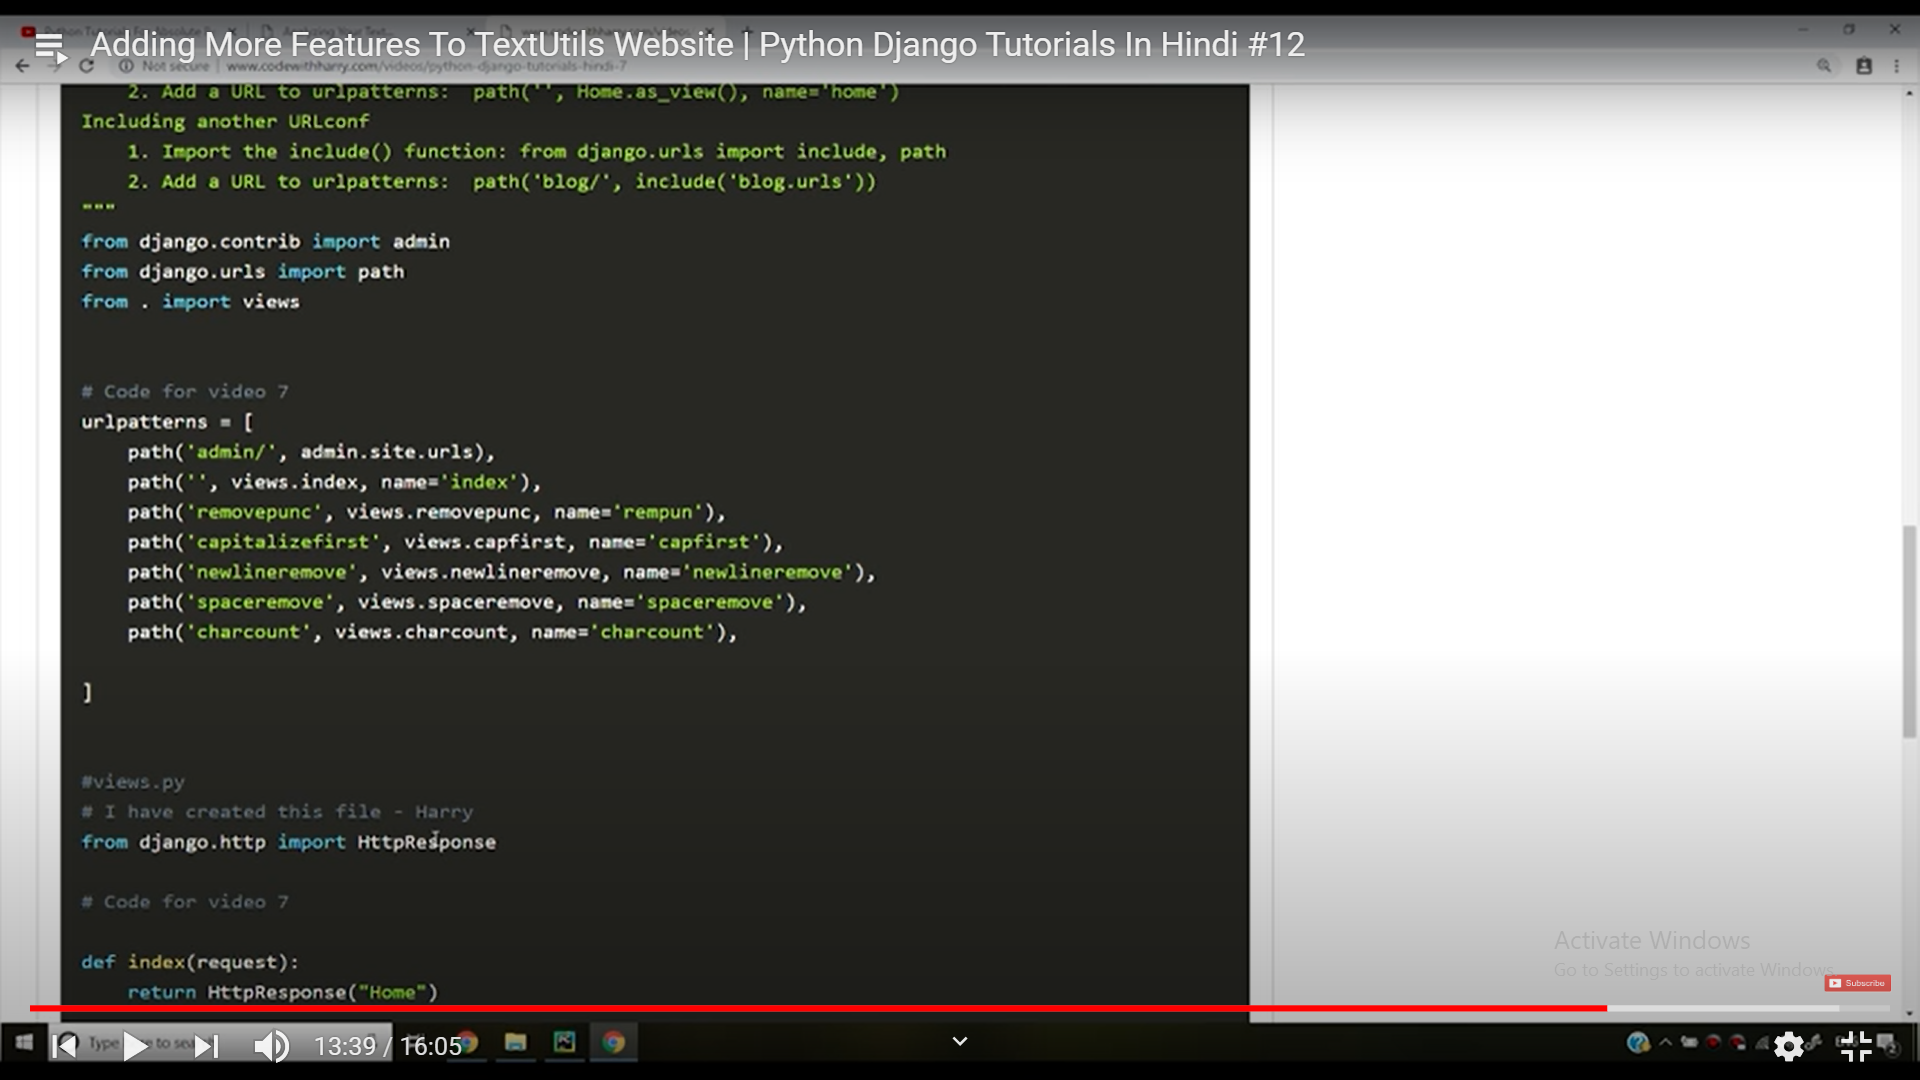 Adding More Features To TextUtils Website | Python Django Tutorials In Hindi #12
Not secure | www.codewithharry.com/videos/python-django-tutorials-hindi-7
2. Add a URL to urlpatterns:  path('', Home.as_view(), name='home')
Including another URLconf
1. Import the include() function: from django.urls import include, path
2. Add a URL to urlpatterns:  path('blog/', include('blog.urls'))
"""
from django.contrib import admin
from django.urls import path
from . import views
# Code for video 7
urlpatterns = [
path('admin/', admin.site.urls),
path('', views.index, name='index'),
path('removepunc', views.removepunc, name='rempun'),
path('capitalizefirst', views.capfirst, name='capfirst'),
path('newlineremove', views.newlineremove, name='newlineremove'),
path('spaceremove', views.spaceremove, name='spaceremove'),
path('charcount', views.charcount, name='charcount'),
]
#views.py
# I have created this file - Harry
from django.http import HttpResponse
# Code for video 7
def index(request):
return HttpResponse("Home")
Activate Windows
Go to Settings to activate Windows.
Subscribe
Type
to sea
13:39 / 16:05